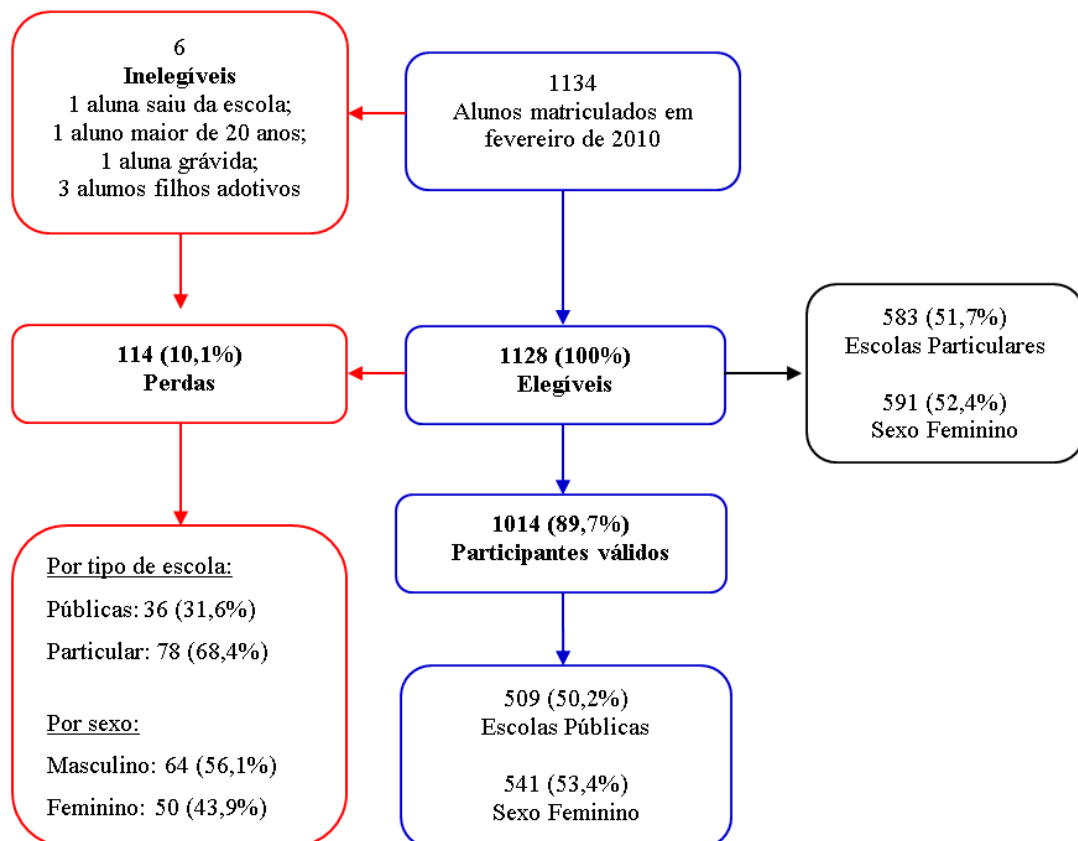 6
Inelegíveis
1 aluna saiu da escola;
1 aluno maior de 20 anos;
1 aluna grávida;
3 alumos filhos adotivos
1134
Alunos matriculados em
fevereiro de 2010
114 (10,1%)
Perdas
1128 (100%)
Elegíveis
583 (51,7%)
Escolas Particulares
591 (52,4%)
Sexo Feminino
1014 (89,7%)
Participantes válidos
Por tipo de escola:
Públicas: 36 (31,6%)
Particular: 78 (68,4%)
Por sexo:
Masculino: 64 (56,1%)
Feminino: 50 (43,9%)
509 (50,2%)
Escolas Públicas
541 (53,4%)
Sexo Feminino